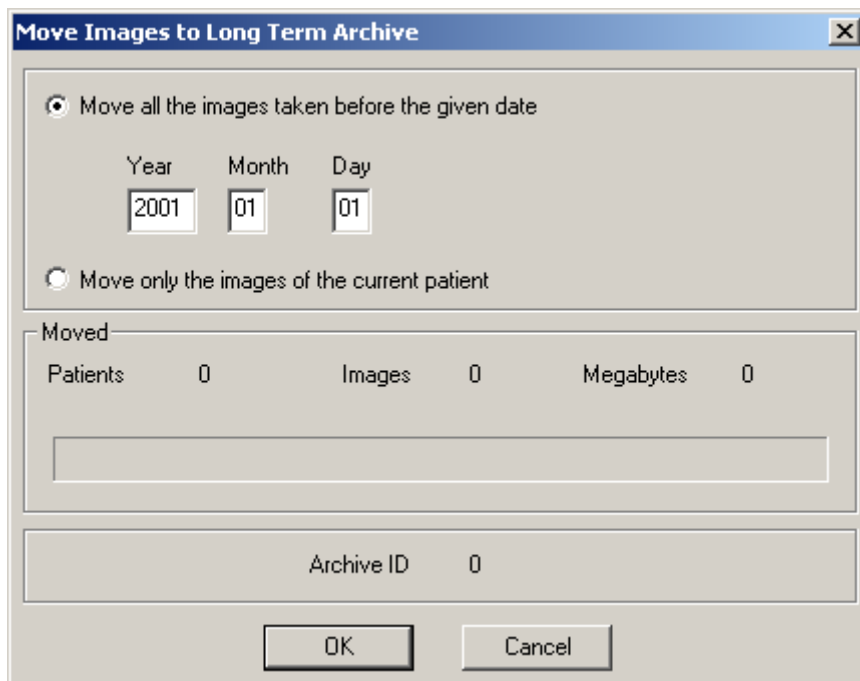 Move Images to Long Term Archive
Move all the images taken before the given date
Year Month Day
2001 01 01
Move only the images of the current patient
Moved
Patients 0 Images 0 Megabytes 0
Archive ID 0
OK Cancel